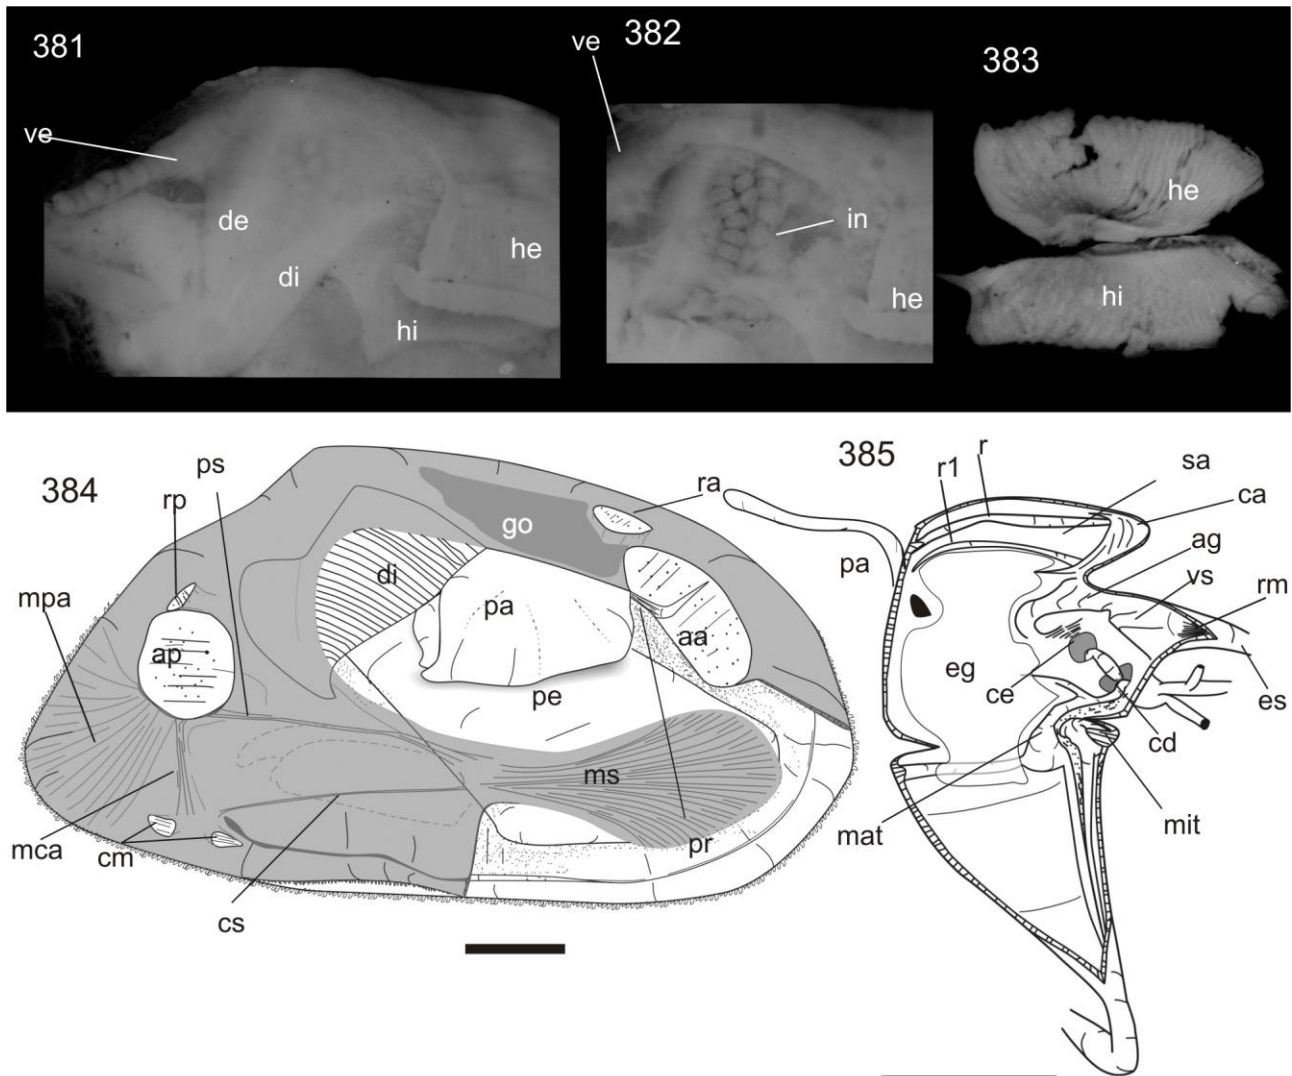 381
ve
de
di
he
hi
382
ve
in
he
383
he
hi
384
ps
rp
mpa
ap
mca
cm
cs
di
go
pa
pe
ms
ra
aa
pr
385
r1
r
sa
ca
pa
ag
vs
rm
eg
ce
es
cd
mat
mit